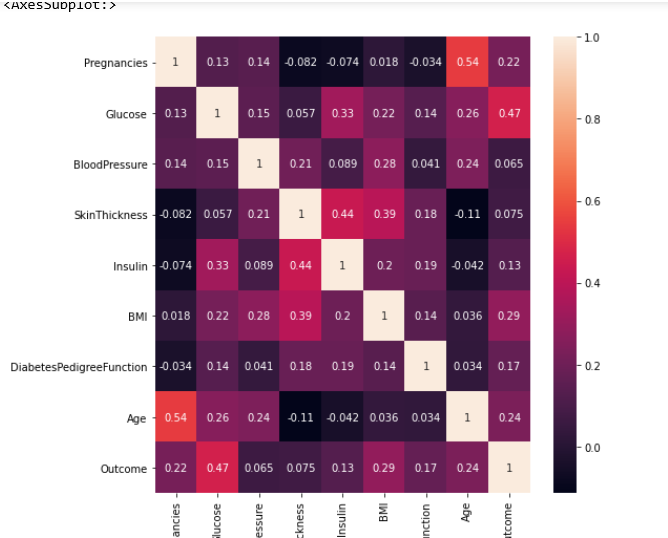 <AxesSubplot:>
1.0
Pregnancies 1 0.13 0.14 -0.082 -0.074 0.018 -0.034 0.54 0.22
Glucose 0.13 1 0.15 0.057 0.33 0.22 0.14 0.26 0.47
0.8
BloodPressure 0.14 0.15 1 0.21 0.089 0.28 0.041 0.24 0.065
0.6
SkinThickness -0.082 0.057 0.21 1 0.44 0.39 0.18 -0.11 0.075
Insulin -0.074 0.33 0.089 0.44 1 0.2 0.19 -0.042 0.13
0.4
BMI 0.018 0.22 0.28 0.39 0.2 1 0.14 0.036 0.29
DiabetesPedigreeFunction -0.034 0.14 0.041 0.18 0.19 0.14 1 0.034 0.17
0.2
Age 0.54 0.26 0.24 -0.11 -0.042 0.036 0.034 1 0.24
0.0
Outcome 0.22 0.47 0.065 0.075 0.13 0.29 0.17 0.24 1
ancies
lucose
essure
ckness
Insulin
BMI
nction
Age
utcome